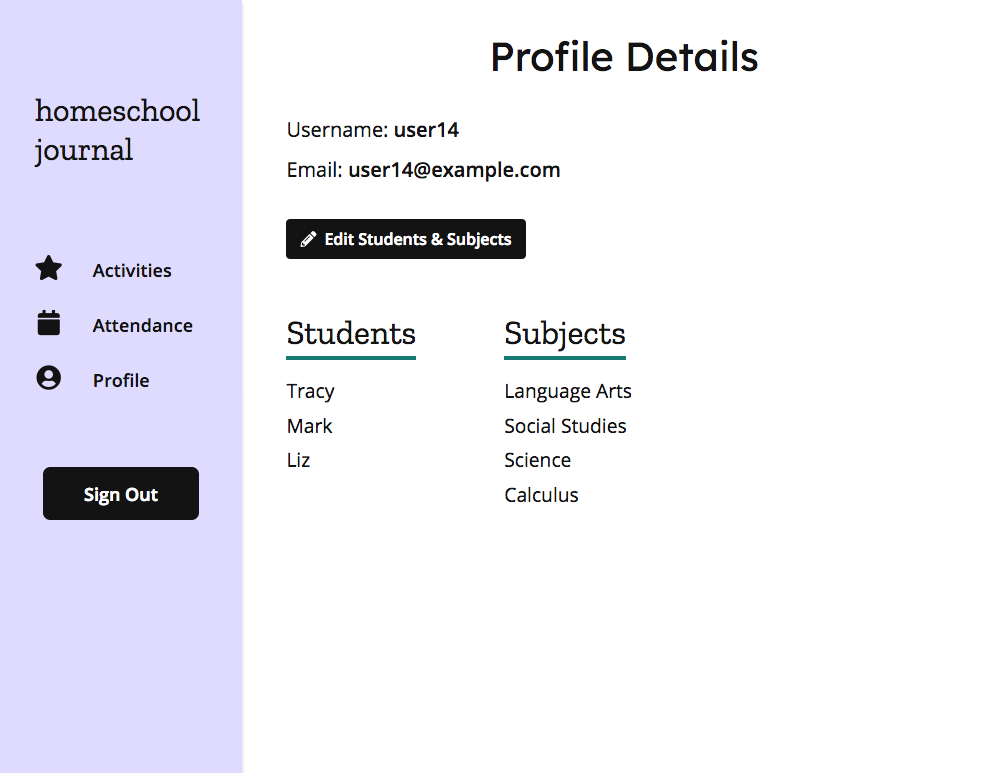 homeschool
journal
Activities
Attendance
Profile
Sign Out
Profile Details
Username: user14
Email: user14@example.com
Edit Students & Subjects
Students
Tracy
Mark
Liz
Subjects
Language Arts
Social Studies
Science
Calculus